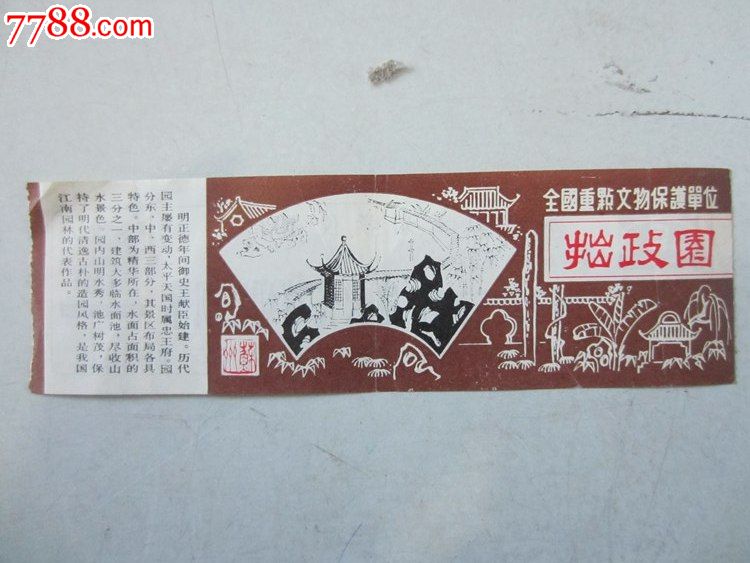 7788.com
全國重點文物保護單位
拙政園
蘇州
明正德年间御史王献臣始建。历代
园主屡有变动,太平天国时属忠王府。园
分东、中、西三部分,其景区布局各具
特色。中部为精华所在,水面占面积的
三分之一,建筑大多临水面池,尽收山
水景色。园内山明水秀,池广树茂,保
持了明代清逸古朴的造园风格,是我国
江南园林的代表作品。